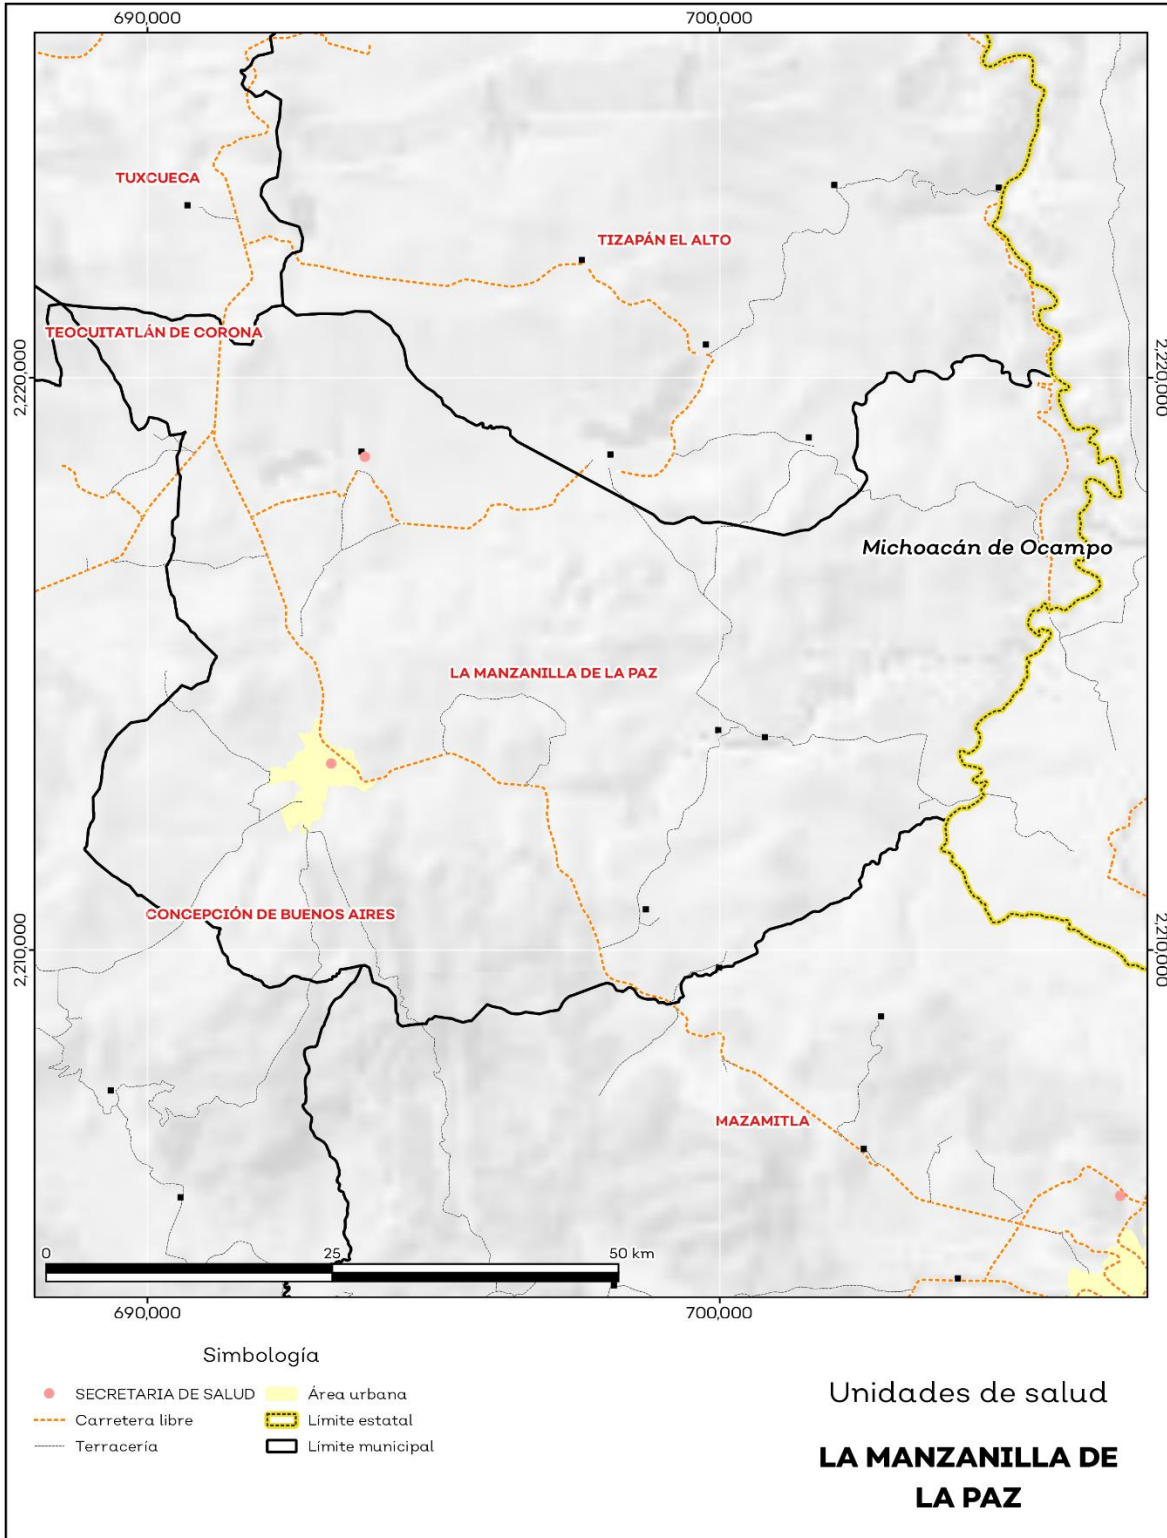 690,000
700,000
TUXCUECA
TIZAPÁN EL ALTO
TEOCUITATLÁN DE CORONA
2,220,000
2,220,000
Michoacán de Ocampo
LA MANZANILLA DE LA PAZ
CONCEPCIÓN DE BUENOS AIRES
2,210,000
2,210,000
MAZAMITLA
0
25
50 km
690,000
700,000
Simbología
SECRETARIA DE SALUD
Área urbana
Carretera libre
Límite estatal
Terracería
Límite municipal
Unidades de salud
LA MANZANILLA DE
LA PAZ